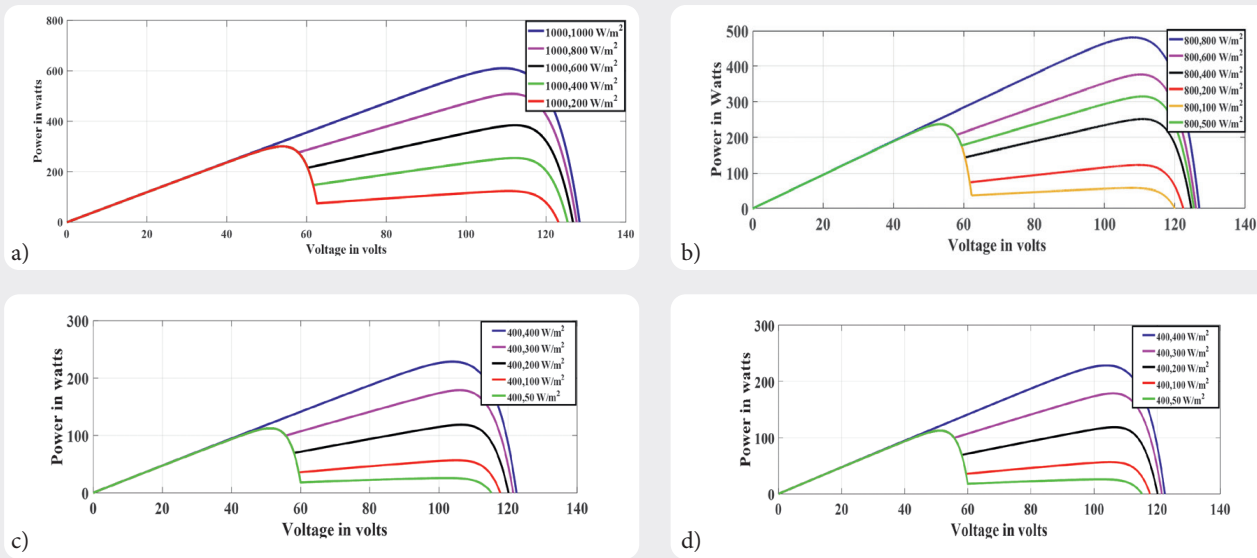 800
600
400
200
0
Power in watts
0 20 40 60 80 100 120 140
Voltage in volts
1000,1000 W/m²
1000,800 W/m²
1000,600 W/m²
1000,400 W/m²
1000,200 W/m²
a)
500
400
300
200
100
0
Power in Watts
0 20 40 60 80 100 120 140
Voltage in volts
800,800 W/m²
800,600 W/m²
800,400 W/m²
800,200 W/m²
800,100 W/m²
800,500 W/m²
b)
300
200
100
0
Power in watts
0 20 40 60 80 100 120 140
Voltage in volts
400,400 W/m²
400,300 W/m²
400,200 W/m²
400,100 W/m²
400,50 W/m²
c)
300
200
100
0
Power in watts
0 20 40 60 80 100 120 140
Voltage in volts
400,400 W/m²
400,300 W/m²
400,200 W/m²
400,100 W/m²
400,50 W/m²
d)